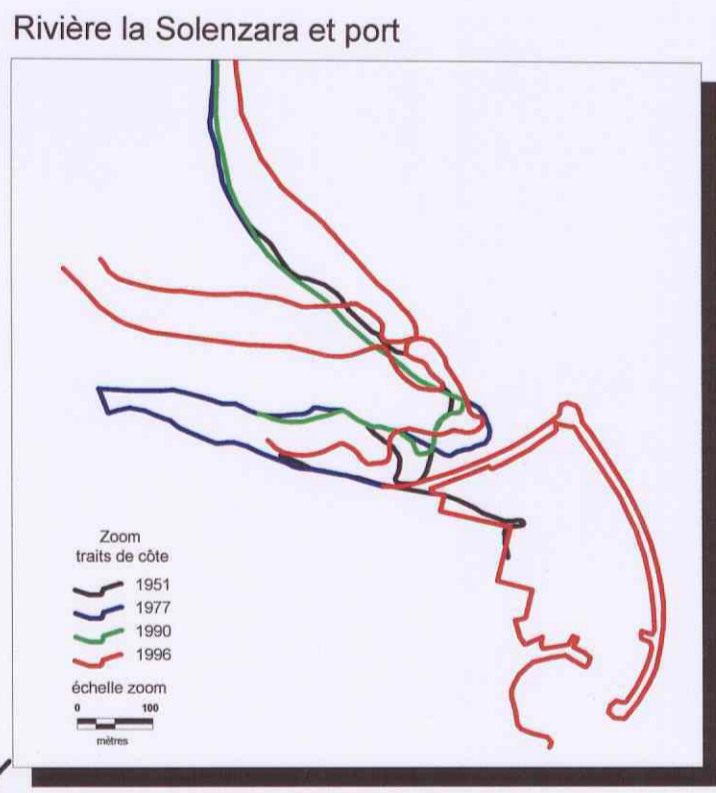 Rivière la Solenzara et port
Zoom
traits de côte
1951
1977
1990
1996
échelle zoom
0 100
mètres